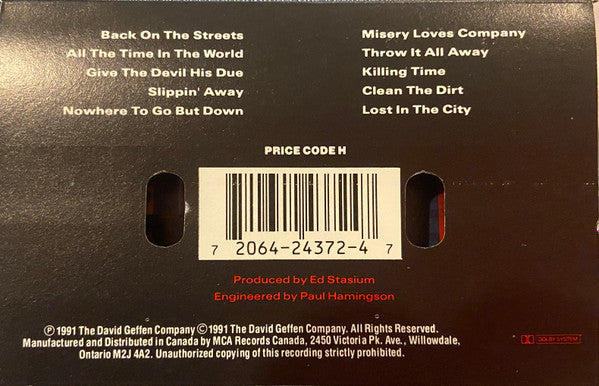 Back On The Streets
All The Time In The World
Give The Devil His Due
Slippin' Away
Nowhere To Go But Down
Misery Loves Company
Throw It All Away
Killing Time
Clean The Dirt
Lost In The City
PRICE CODE H
7 2064-24372-4 7
Produced by Ed Stasium
Engineered by Paul Hamingson
Ⓟ 1991 The David Geffen Company © 1991 The David Geffen Company. All Rights Reserved.
Manufactured and Distributed in Canada by MCA Records Canada, 2450 Victoria Pk. Ave., Willowdale,
Ontario M2J 4A2. Unauthorized copying of this recording strictly prohibited.
DOLBY SYSTEM